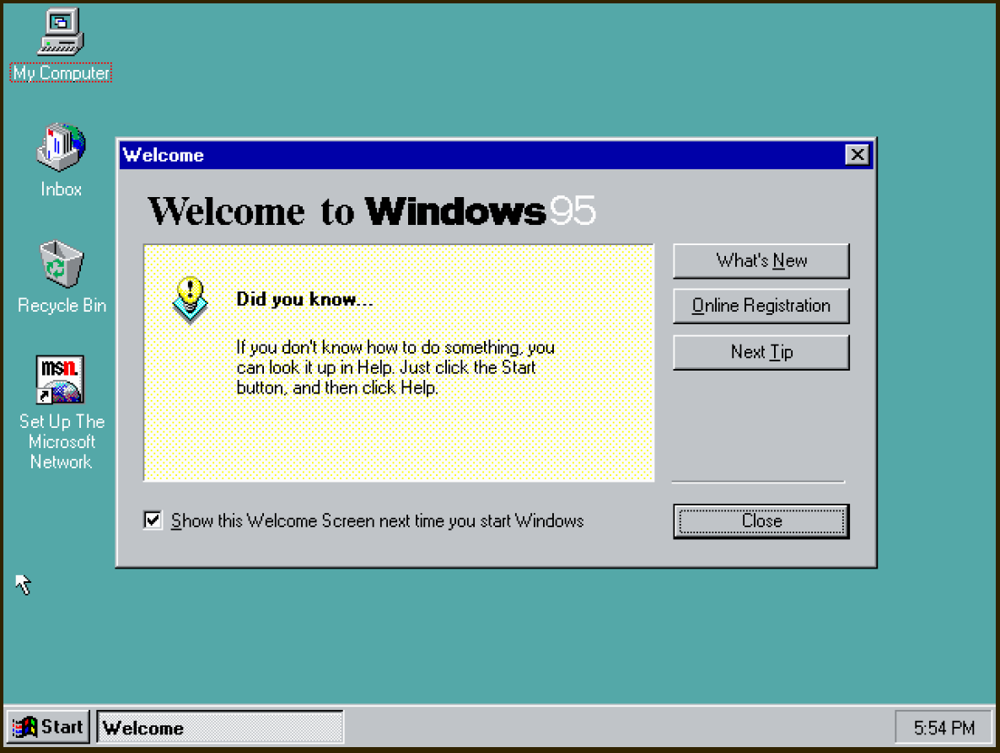 My Computer
Inbox
Recycle Bin
msn.
Set Up The
Microsoft
Network
Welcome
Welcome to Windows 95
Did you know...
If you don't know how to do something, you
can look it up in Help. Just click the Start
button, and then click Help.
What's New
Online Registration
Next Tip
Show this Welcome Screen next time you start Windows
Close
Start
Welcome
5:54 PM